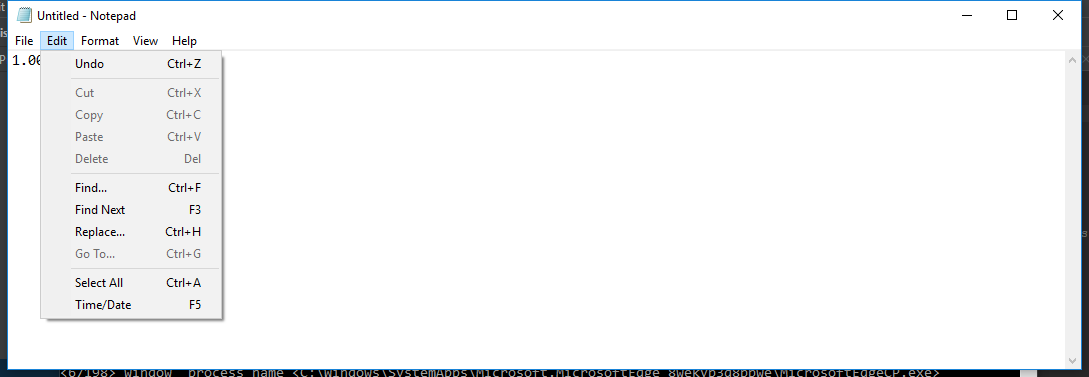 Untitled - Notepad
File Edit Format View Help
1.00
Undo Ctrl+Z
Cut Ctrl+X
Copy Ctrl+C
Paste Ctrl+V
Delete Del
Find... Ctrl+F
Find Next F3
Replace... Ctrl+H
Go To... Ctrl+G
Select All Ctrl+A
Time/Date F5
<6/198> window process name <C:\Windows\SystemApps\Microsoft.MicrosoftEdge_8wekyb3d8bbwe\MicrosoftEdgeCP.exe>